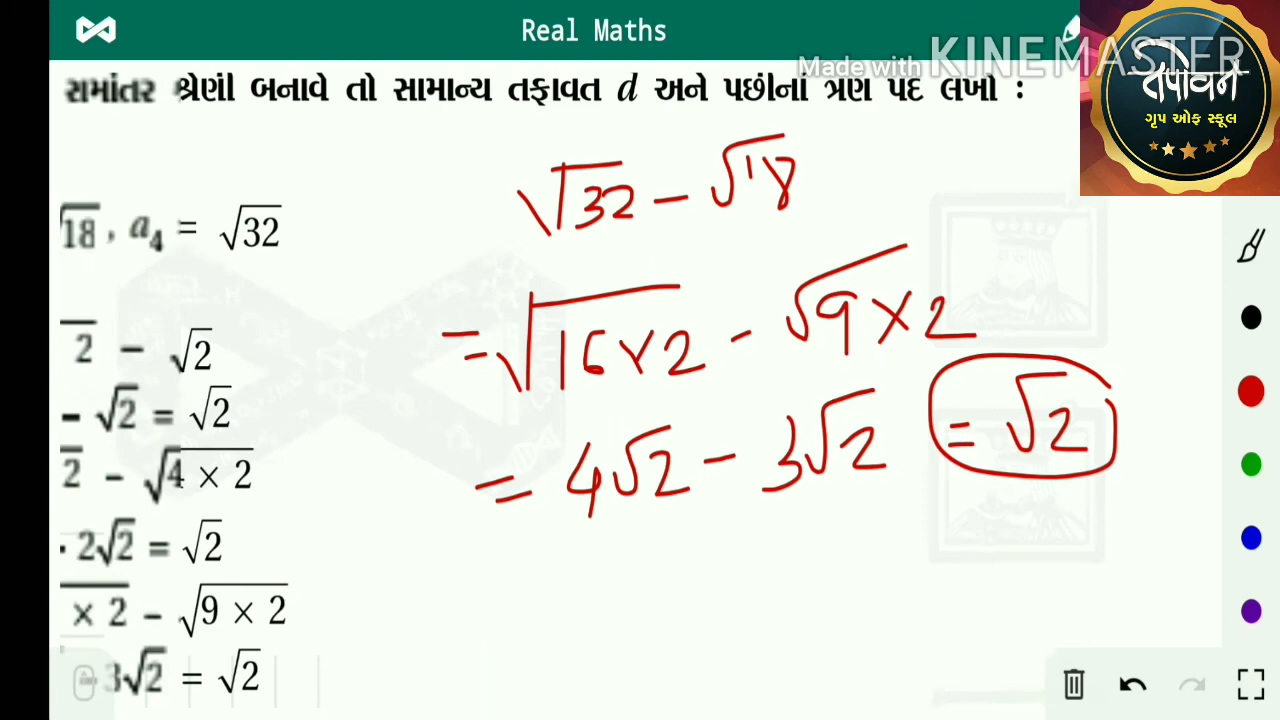 Real Maths
Made with KINEMASTER
તપોવન
ગૃપ ઓફ સ્કૂલ
સમાંતર શ્રેણી બનાવે તો સામાન્ય તફાવત d અને પછીનાં ત્રણ પદ લખો :
√32 - √18
√18, a₄ = √32
= √16×2 - √9×2
2 - √2
- √2 = √2
= 4√2 - 3√2 = √2
2 - √4 × 2
2√2 = √2
× 2 - √9 × 2
3√2 = √2